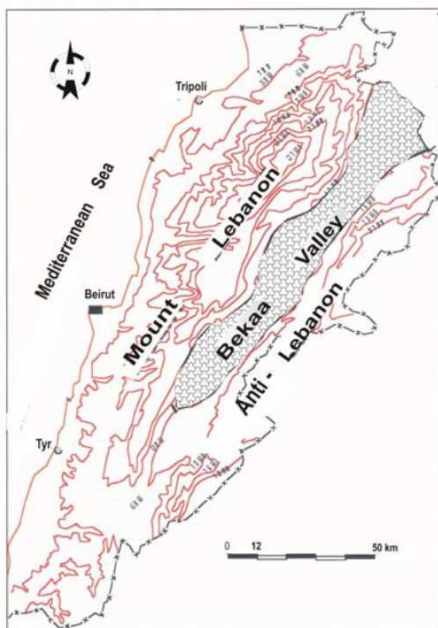 N
Tripoli
Mediterranean Sea
Lebanon
Beirut
Mount
Valley
Bekaa
Anti - Lebanon
Tyr
0 12 50 km